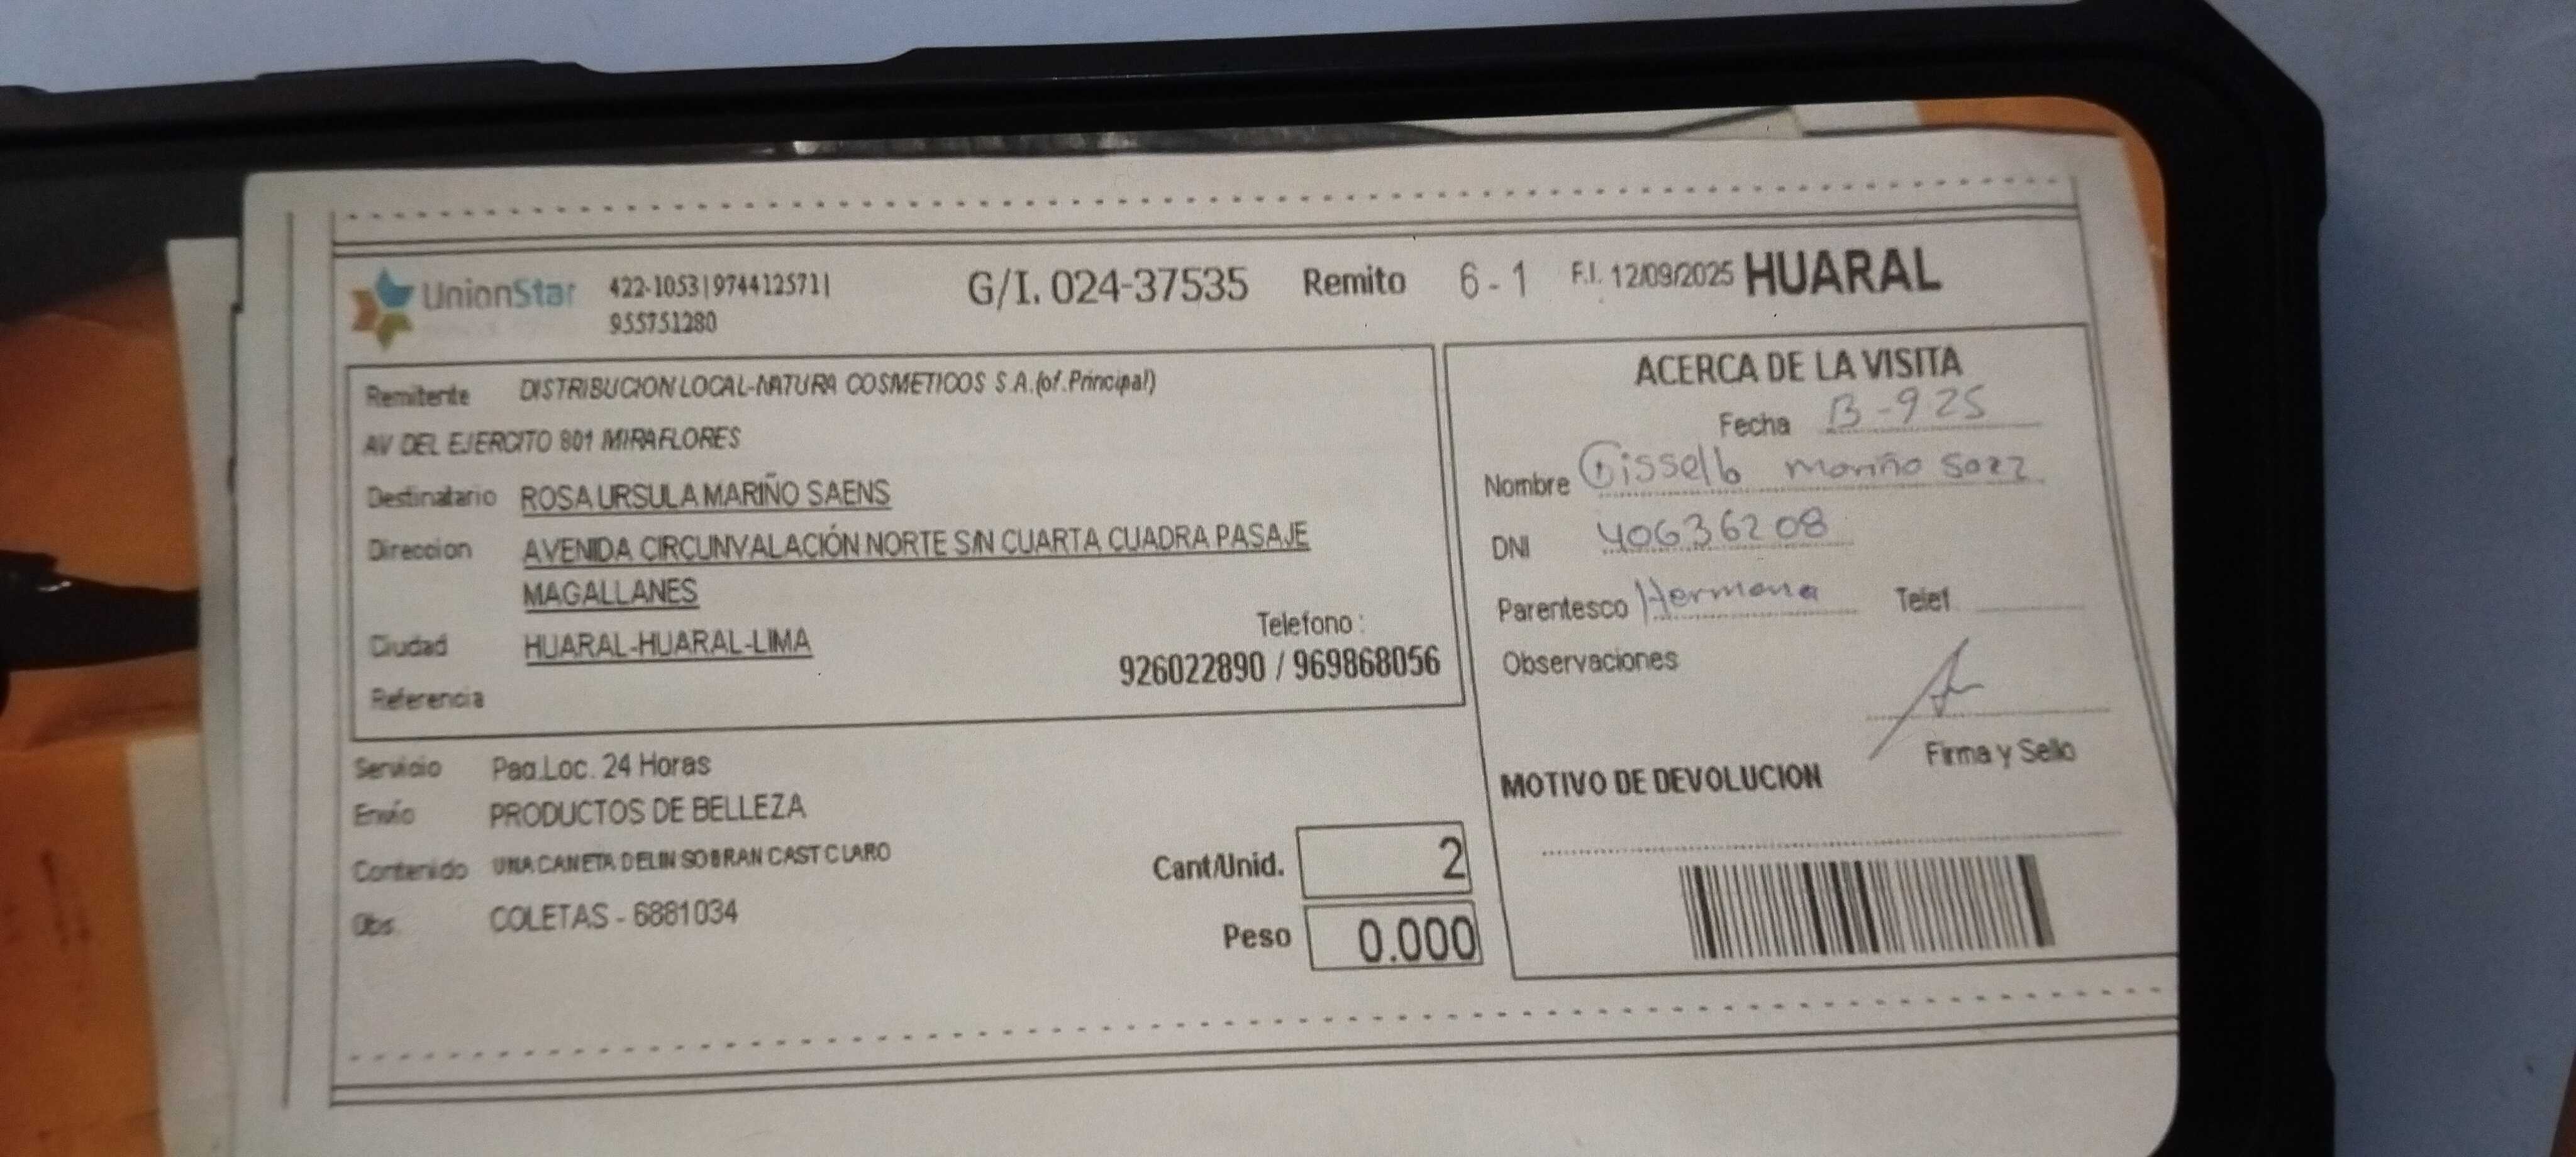 UnionStar
422-1053|974412571|
955751280
G/I. 024-37535 Remito 6 - 1 F.I. 12/09/2025 HUARAL
Remitente DISTRIBUCION LOCAL-NATURA COSMETICOS S.A.(of.Principal)
AV DEL EJERCITO 801 MIRAFLORES
Destinatario ROSA URSULA MARIÑO SAENS
Direccion AVENIDA CIRCUNVALACIÓN NORTE S/N CUARTA CUADRA PASAJE
MAGALLANES
Ciudad HUARAL-HUARAL-LIMA
Telefono :
926022890 / 969868056
Referencia
Servicio Paq.Loc. 24 Horas
Envío PRODUCTOS DE BELLEZA
Contenido UNA CANETA DELIN SOBRAN CAST CLARO
Obs. COLETAS - 6881034
Cant/Unid. 2
Peso 0.000
ACERCA DE LA VISITA
Fecha 13-925
Nombre mariño
DNI 40636208
Parentesco Hermana Telef
Observaciones
Firma y Sello
MOTIVO DE DEVOLUCION